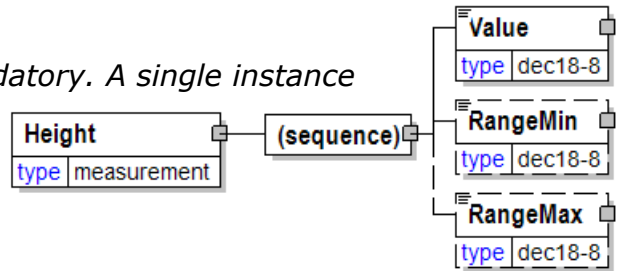 Value
type dec18-8
datory. A single instance
RangeMin
type dec18-8
Height
type measurement
(sequence)
RangeMax
type dec18-8